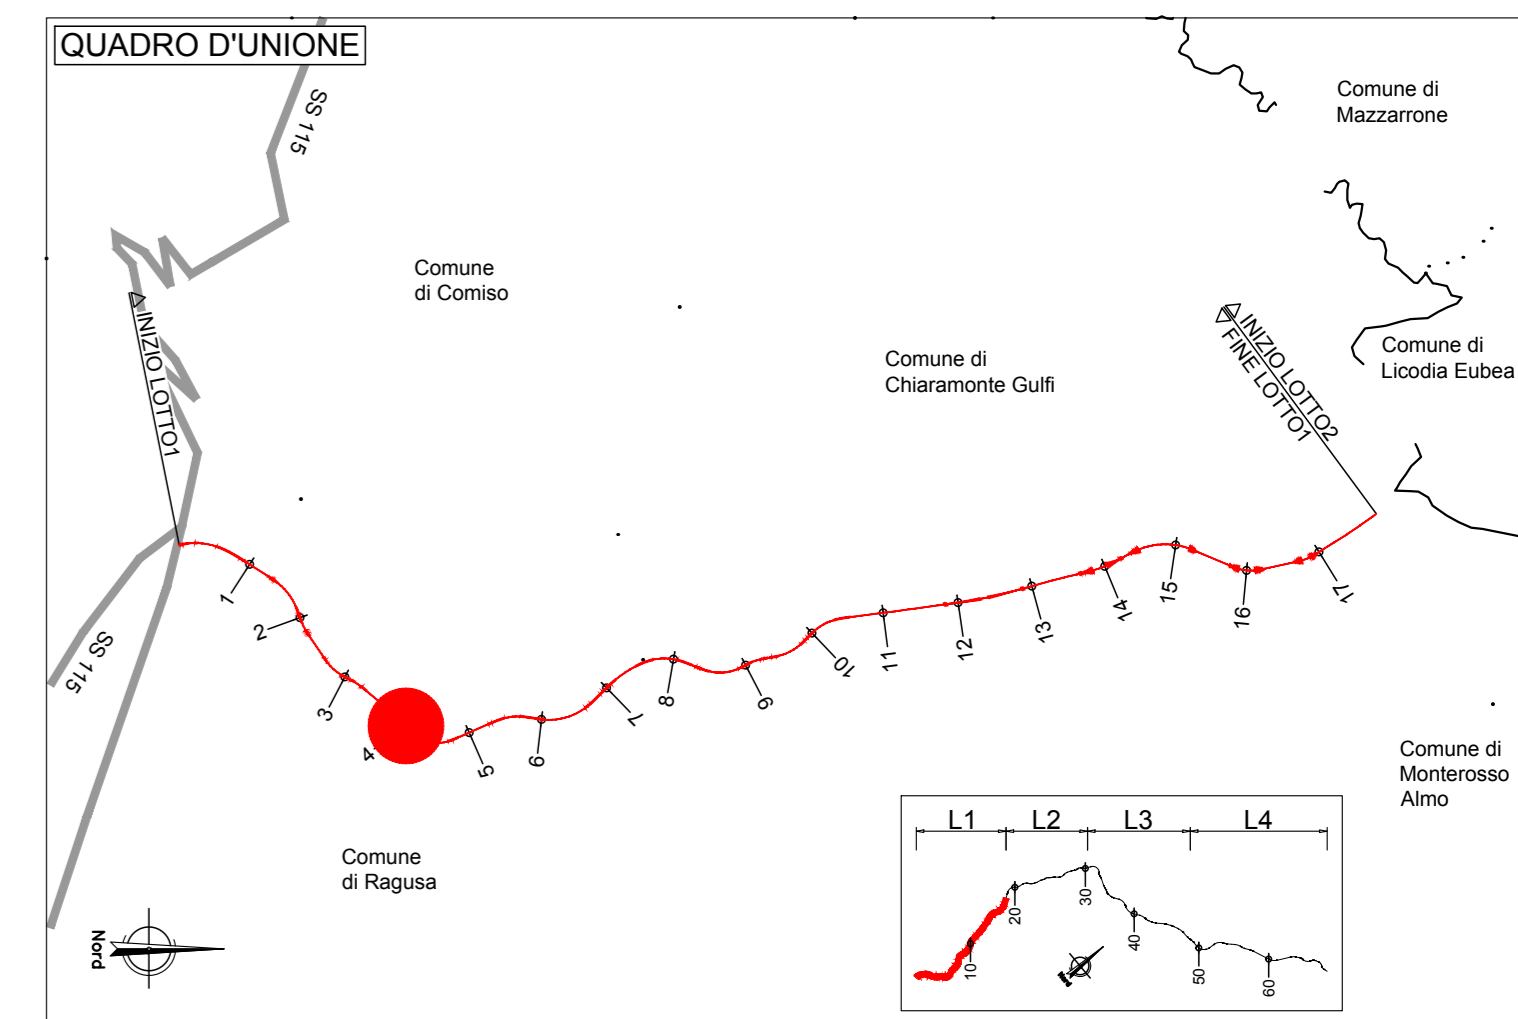 QUADRO D'UNIONE
SS 115
Comune di
Mazzarrone
Comune
di Comiso
INIZIO LOTTO1
Comune di
Chiaramonte Gulfi
INIZIO LOTTO2
FINE LOTTO1
Comune di
Licodia Eubea
1
2
3
4
5
6
7
8
9
10
11
12
13
14
15
16
17
SS 115
Comune di
Monterosso
Almo
Comune
di Ragusa
Nord
L1 L2 L3 L4
10
20
30
40
50
60